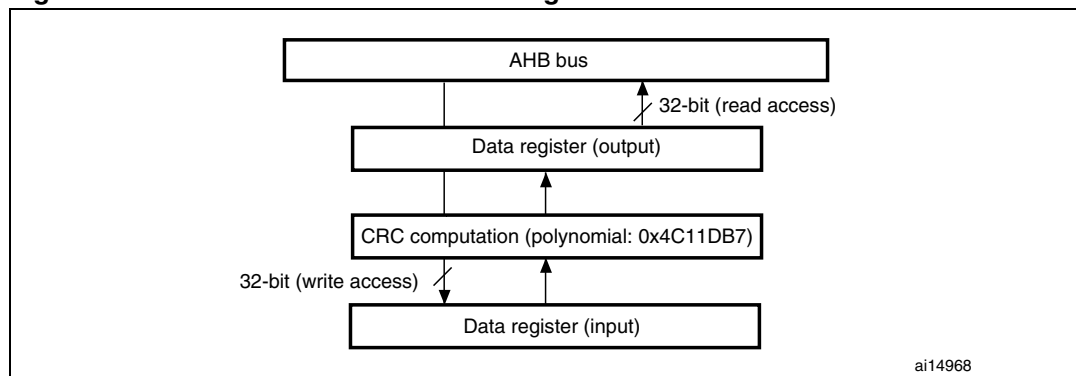 AHB bus
32-bit (read access)
Data register (output)
CRC computation (polynomial: 0x4C11DB7)
32-bit (write access)
Data register (input)
ai14968